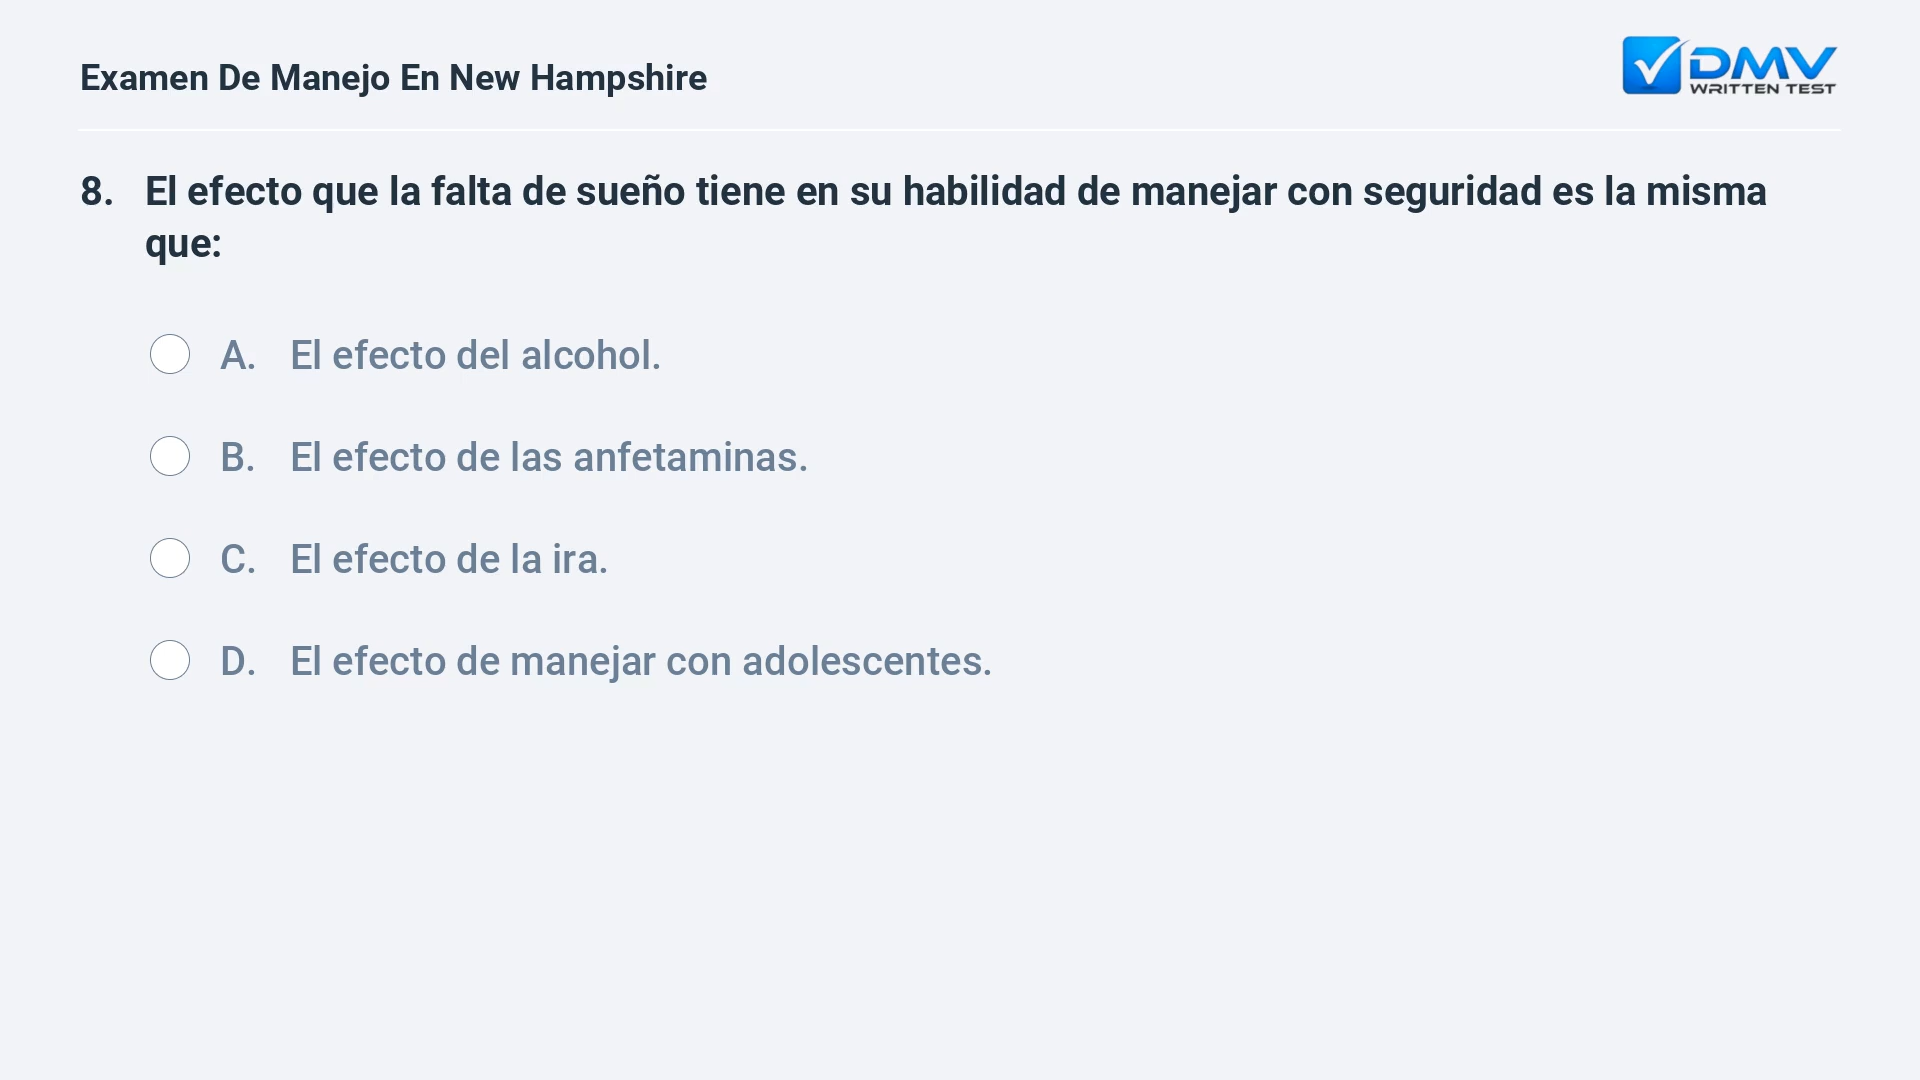 Examen De Manejo En New Hampshire
DMV
WRITTEN TEST
8. El efecto que la falta de sueño tiene en su habilidad de manejar con seguridad es la misma
que:
A. El efecto del alcohol.
B. El efecto de las anfetaminas.
C. El efecto de la ira.
D. El efecto de manejar con adolescentes.